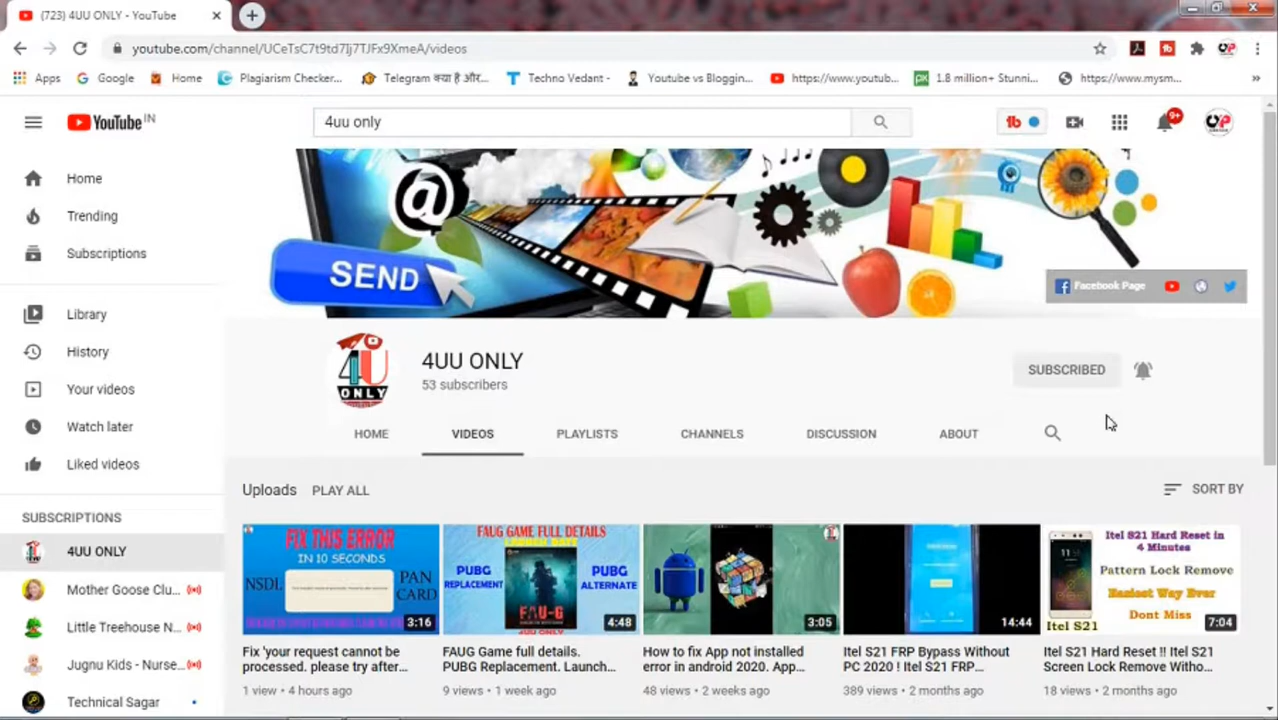 (723) 4UU ONLY - YouTube
youtube.com/channel/UCeTsC7t9td7Ij7TJFx9XmeA/videos
Apps Google Home Plagiarism Checker... Telegram क्या है और... Techno Vedant - Youtube vs Bloggin... https://www.youtub... 1.8 million+ Stunni... https://www.mysm... »
YouTube IN
4uu only
9+
Home
Trending
Subscriptions
Library
History
Your videos
Watch later
Liked videos
SUBSCRIPTIONS
4UU ONLY
Mother Goose Clu...
Little Treehouse N...
Jugnu Kids - Nurse...
Technical Sagar
@
SEND
Facebook Page
4U
ONLY
4UU ONLY
53 subscribers
SUBSCRIBED
HOME VIDEOS PLAYLISTS CHANNELS DISCUSSION ABOUT
Uploads PLAY ALL
SORT BY
FIX THIS ERROR
IN 10 SECONDS
NSDL
PAN
CARD
3:16
Fix 'your request cannot be
processed. please try after...
1 view • 4 hours ago
FAUG GAME FULL DETAILS
PUBG
REPLACEMENT
PUBG
ALTERNATE
FAU-G
4:48
FAUG Game full details.
PUBG Replacement. Launch...
9 views • 1 week ago
3:05
How to fix App not installed
error in android 2020. App...
48 views • 2 weeks ago
14:44
Itel S21 FRP Bypass Without
PC 2020 ! Itel S21 FRP...
389 views • 2 months ago
Itel S21 Hard Reset in
4 Minutes
Pattern Lock Remove
Easiest Way Ever
Dont Miss
Itel S21
7:04
Itel S21 Hard Reset !! Itel S21
Screen Lock Remove Witho...
18 views • 2 months ago